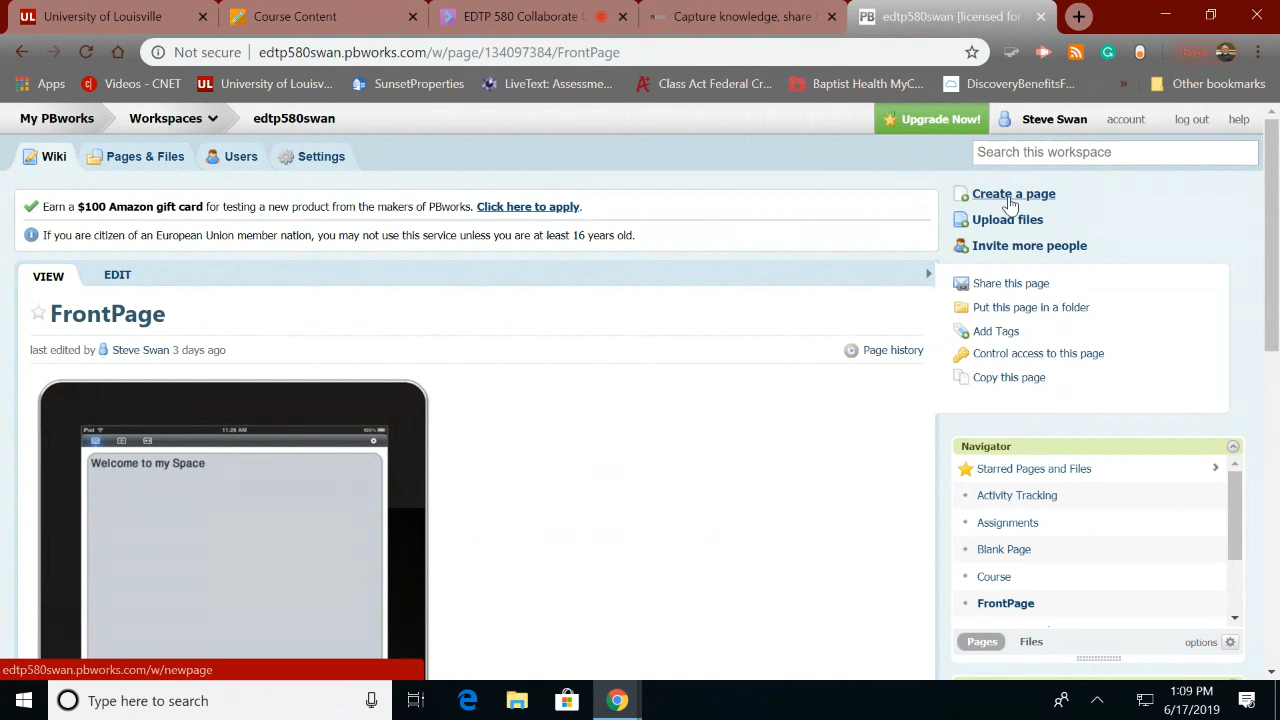 University of Louisville
Course Content
EDTP 580 Collaborate U
Capture knowledge, share
PB edtp580swan [licensed for
Not secure edtp580swan.pbworks.com/w/page/134097384/FrontPage
Apps Videos - CNET University of Louisv... SunsetProperties LiveText: Assessme... Class Act Federal Cr... Baptist Health MyC... DiscoveryBenefitsF... » Other bookmarks
My PBworks Workspaces edtp580swan Upgrade Now! Steve Swan account log out help
Wiki Pages & Files Users Settings Search this workspace
Earn a $100 Amazon gift card for testing a new product from the makers of PBworks. Click here to apply.
If you are citizen of an European Union member nation, you may not use this service unless you are at least 16 years old.
Create a page
Upload files
Invite more people
VIEW EDIT
FrontPage
last edited by Steve Swan 3 days ago Page history
Share this page
Put this page in a folder
Add Tags
Control access to this page
Copy this page
iPad 11:26 AM 100%
Welcome to my Space
Navigator
Starred Pages and Files
Activity Tracking
Assignments
Blank Page
Course
FrontPage
Pages Files options
edtp580swan.pbworks.com/w/newpage
Type here to search
1:09 PM
6/17/2019